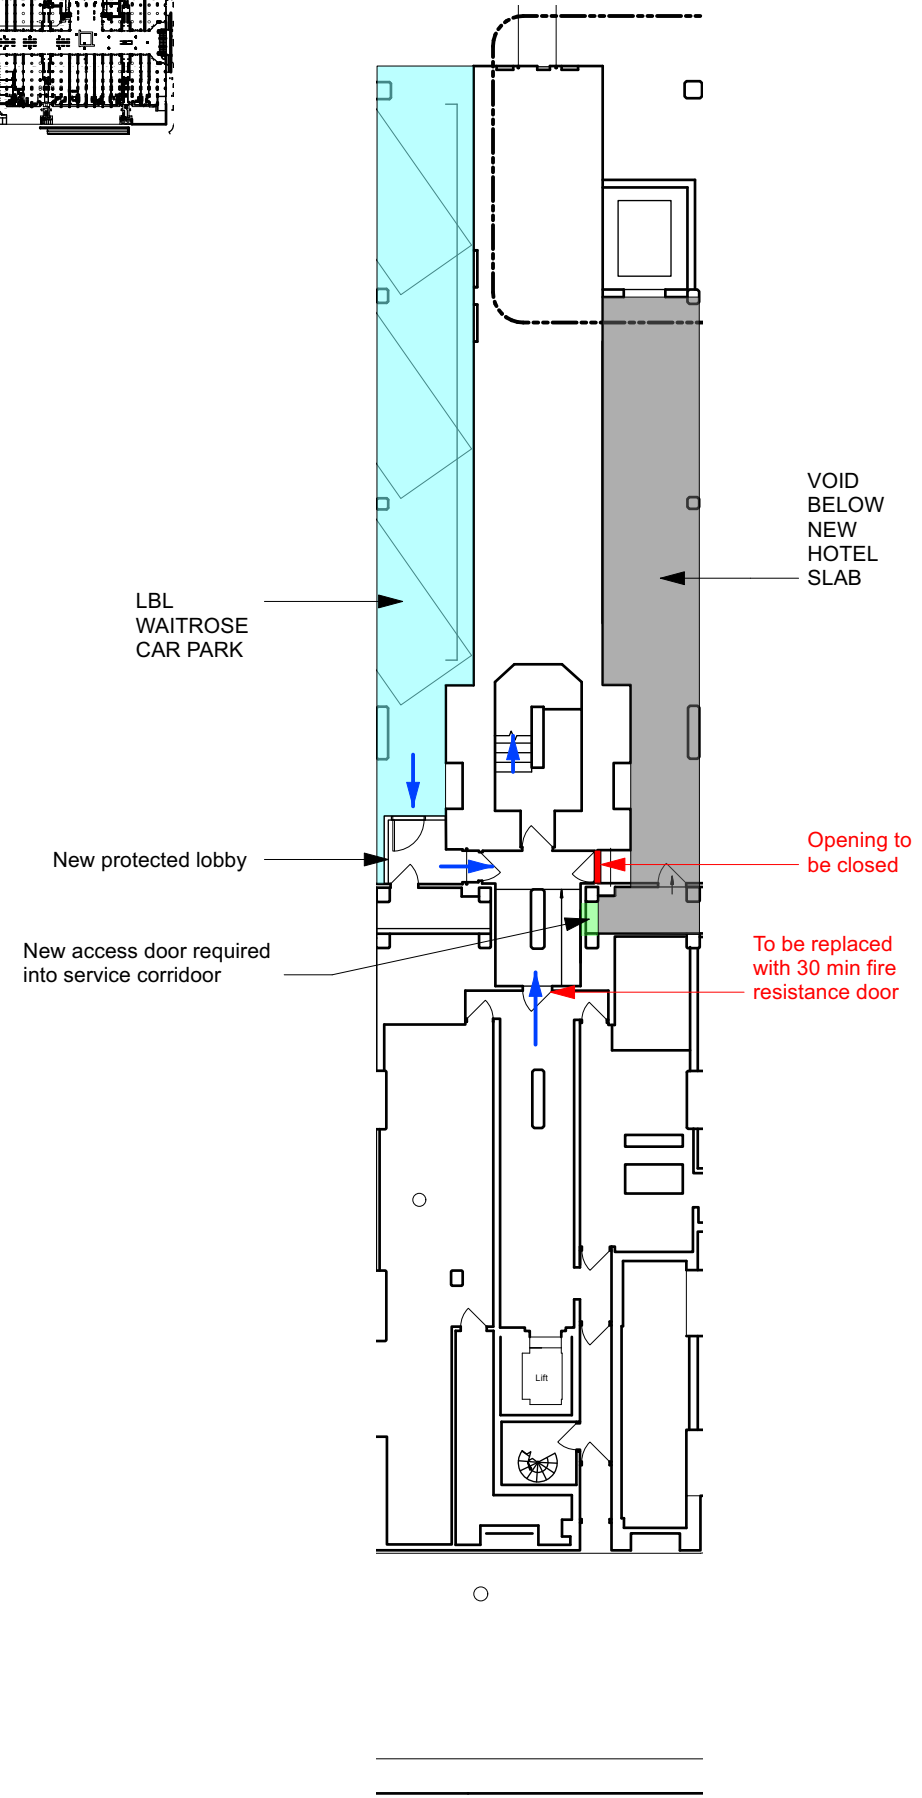 VOID
BELOW
NEW
HOTEL
SLAB
LBL
WAITROSE
CAR PARK
Opening to
be closed
New protected lobby
New access door required
into service corridoor
To be replaced
with 30 min fire
resistance door
Lift